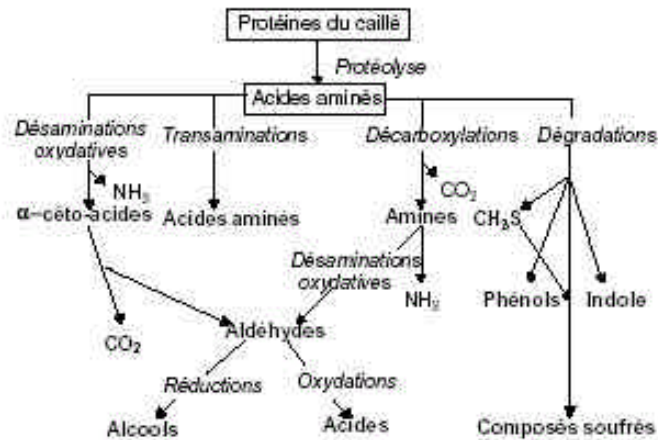 Protéines du caillé
Protéolyse
Acides aminés
Désaminations oxydatives
Transaminations
Décarboxylations
Dégradations
NH₃
CO₂
α-céto-acides
Acides aminés
Amines
CH₃S
Désaminations oxydatives
NH₃
Phénols
Indole
CO₂
Aldéhydes
Réductions
Oxydations
Alcools
Acides
Composés soufrés